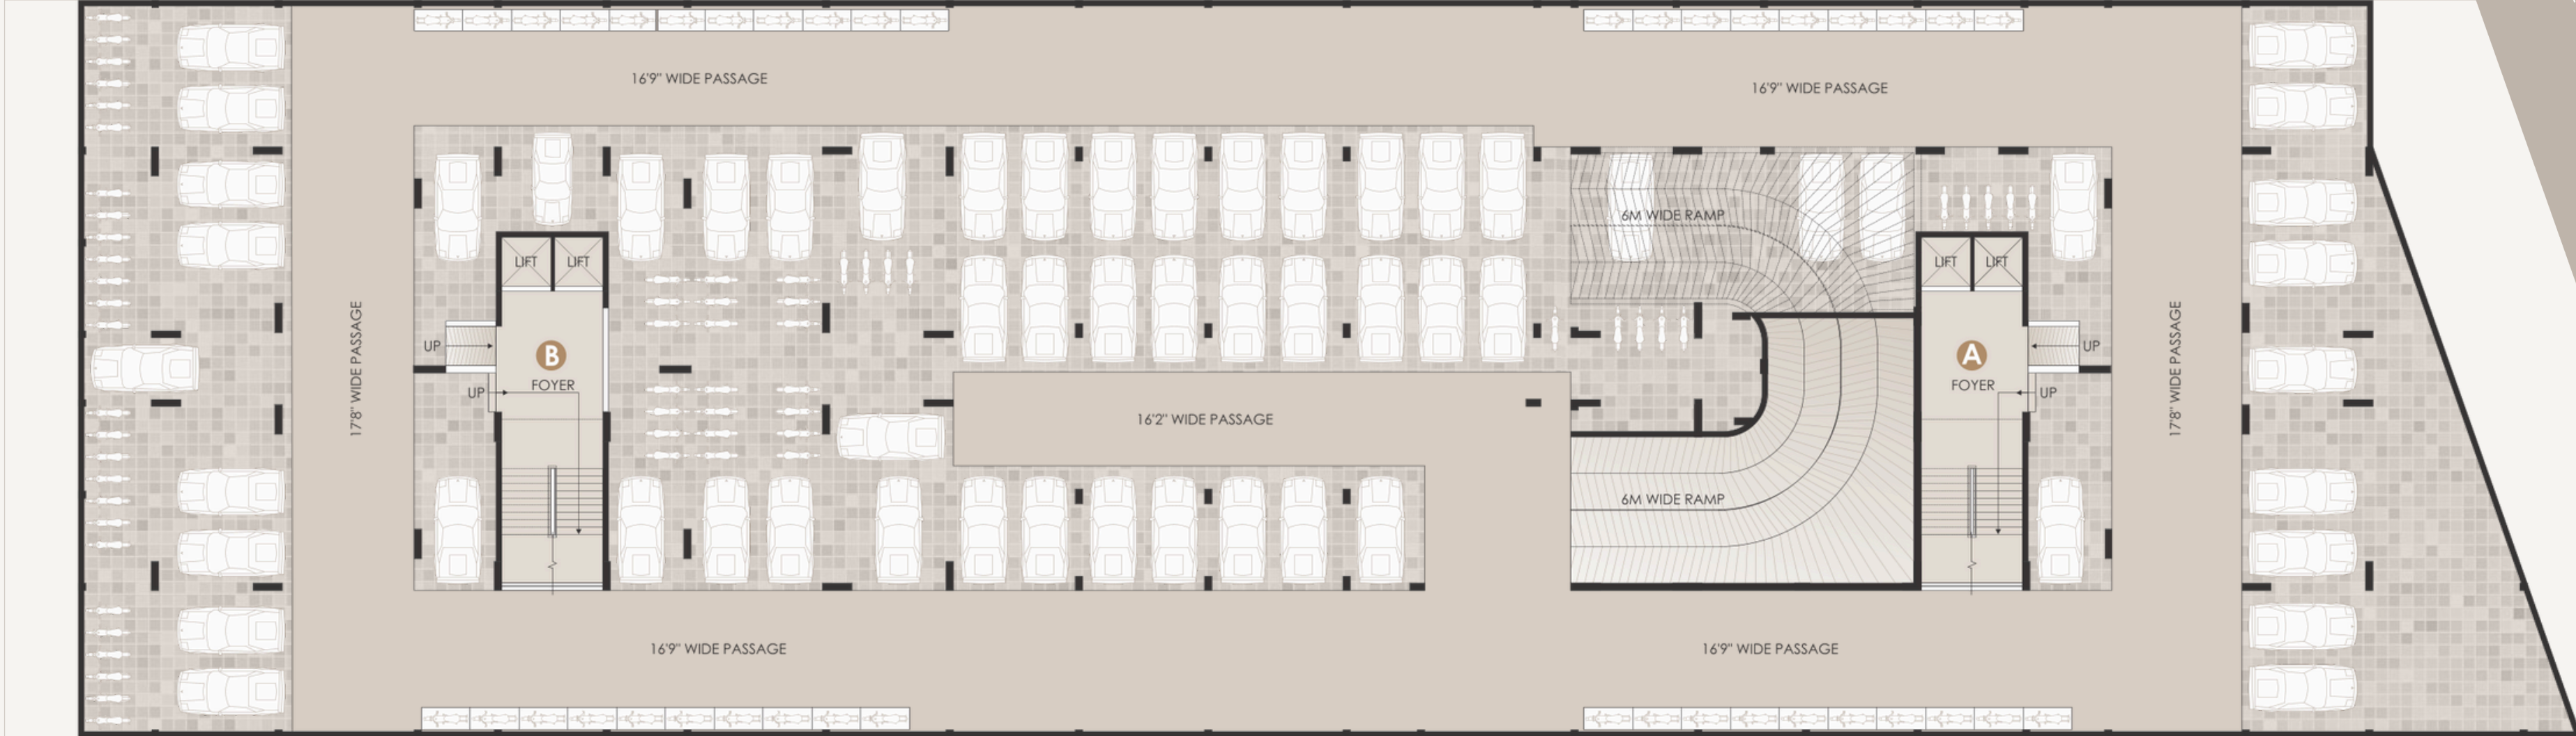 16'9" WIDE PASSAGE
16'9" WIDE PASSAGE
6M WIDE RAMP
LIFT
LIFT
LIFT
LIFT
17'8" WIDE PASSAGE
UP
B
FOYER
UP
16'2" WIDE PASSAGE
A
FOYER
UP
UP
17'8" WIDE PASSAGE
6M WIDE RAMP
16'9" WIDE PASSAGE
16'9" WIDE PASSAGE